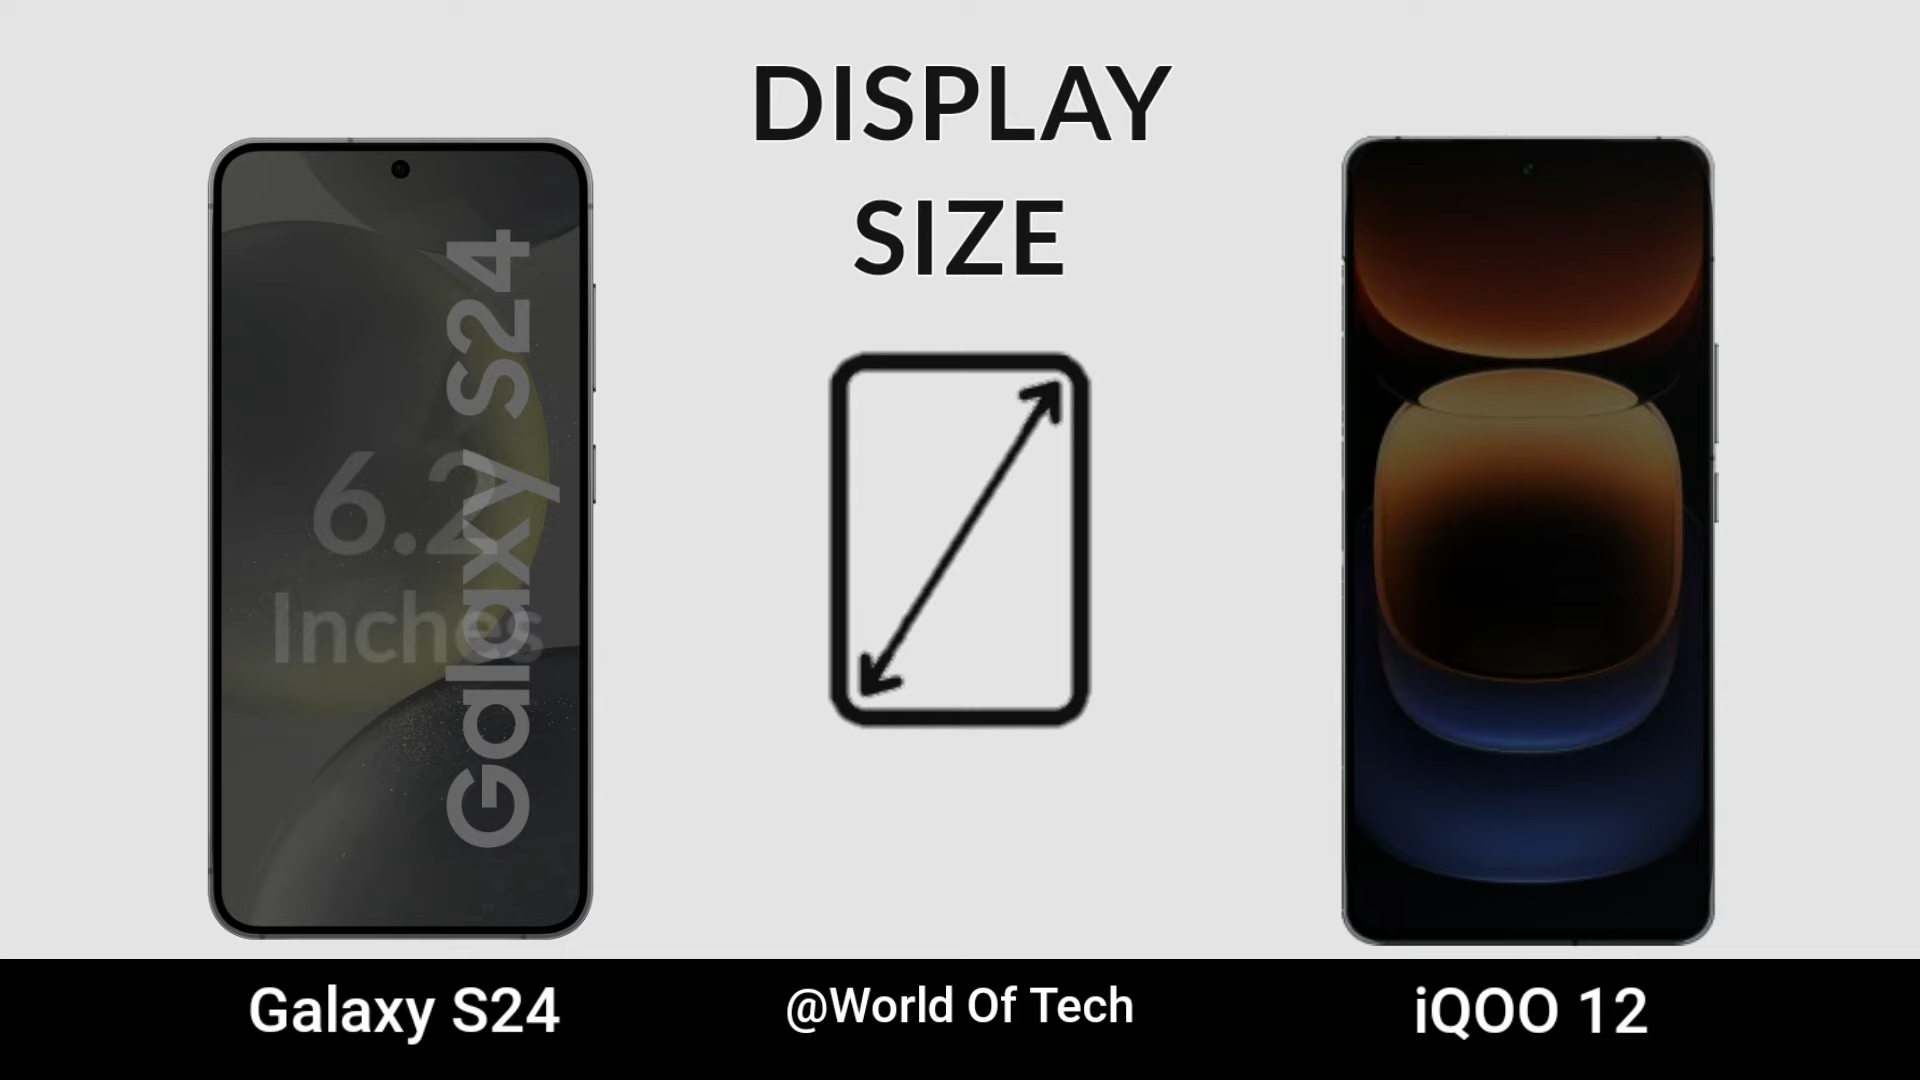 DISPLAY
SIZE
Galaxy S24
6.2
Inches
Galaxy S24
@World Of Tech
iQOO 12